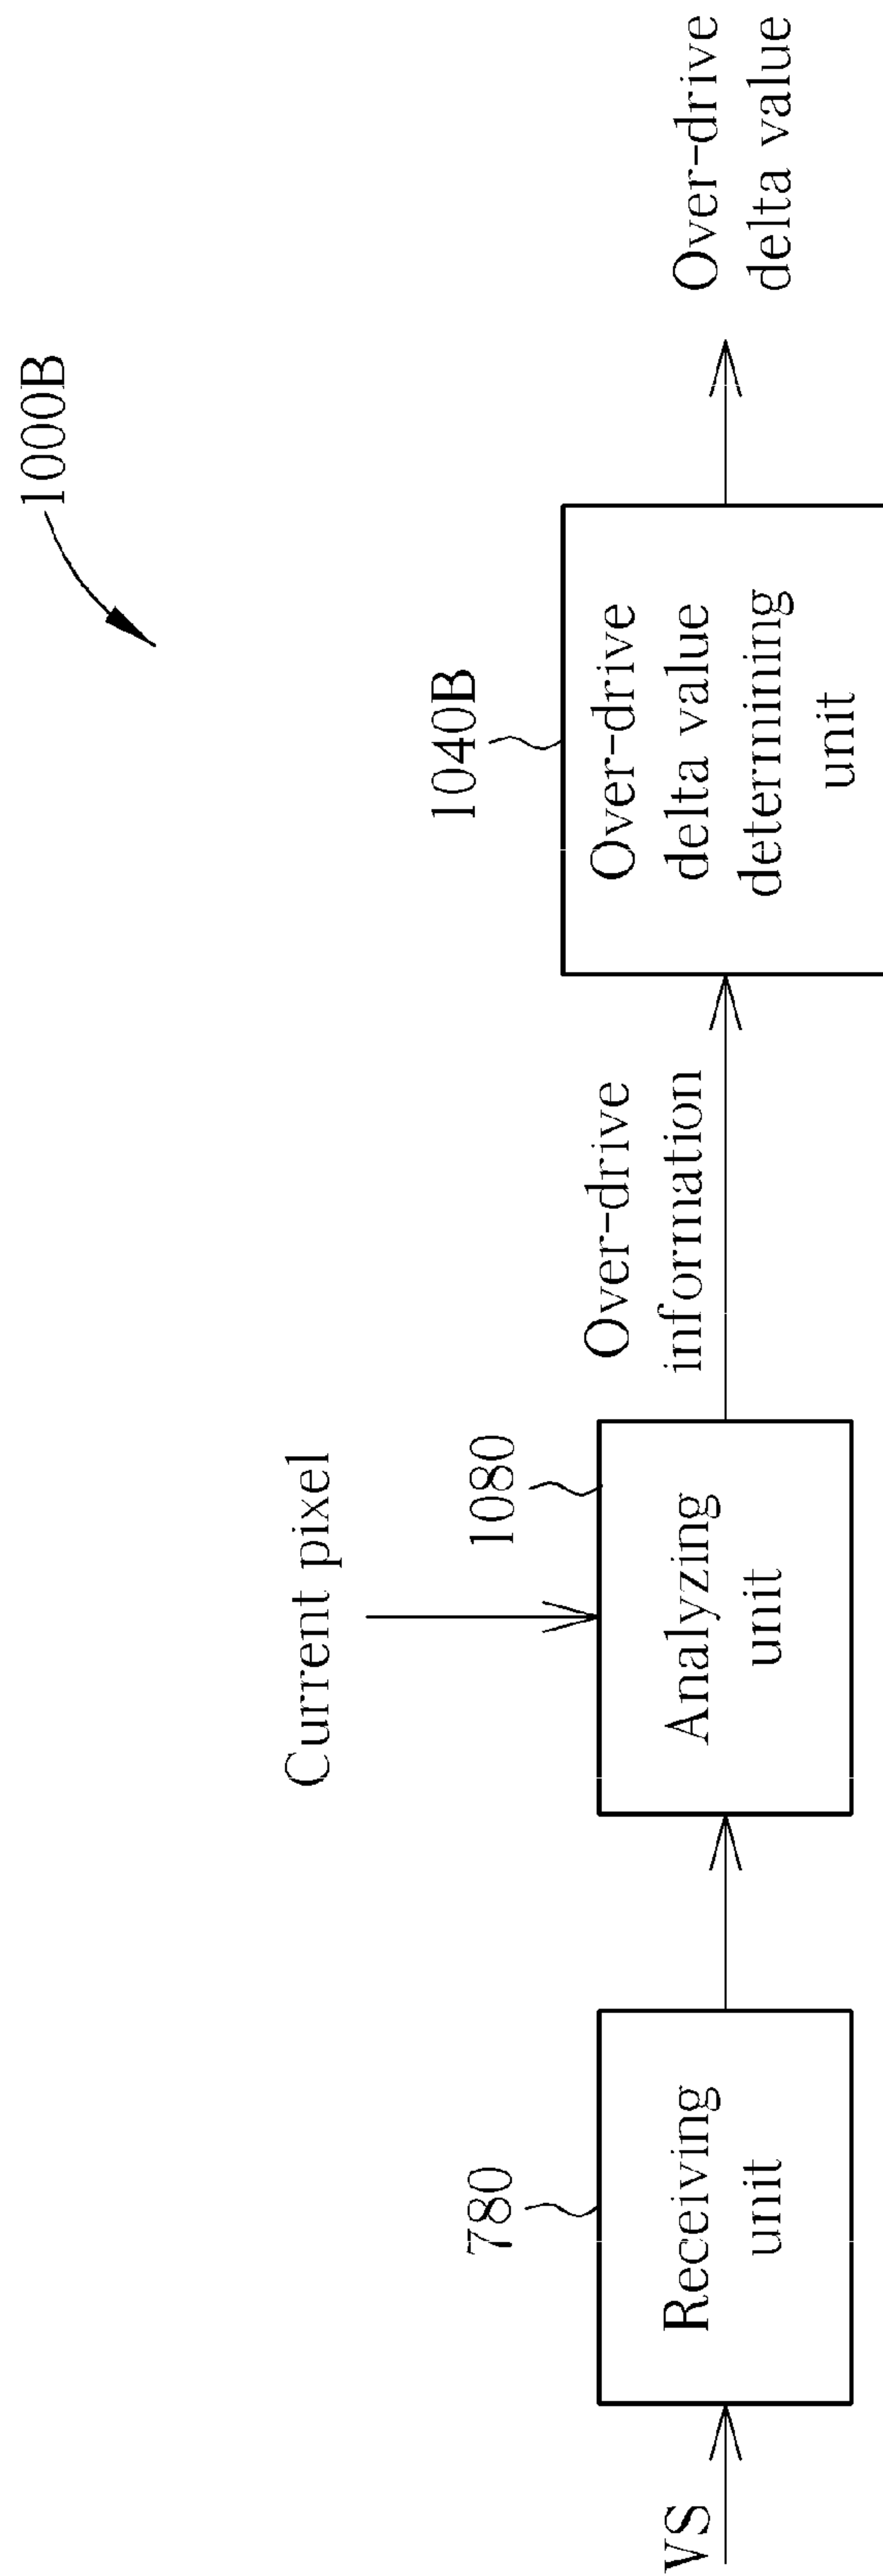 1000B
VS
780
Receiving
unit
Current pixel
1080
Analyzing
unit
Over-drive
information
1040B
Over-drive
delta value
determining
unit
Over-drive
delta value